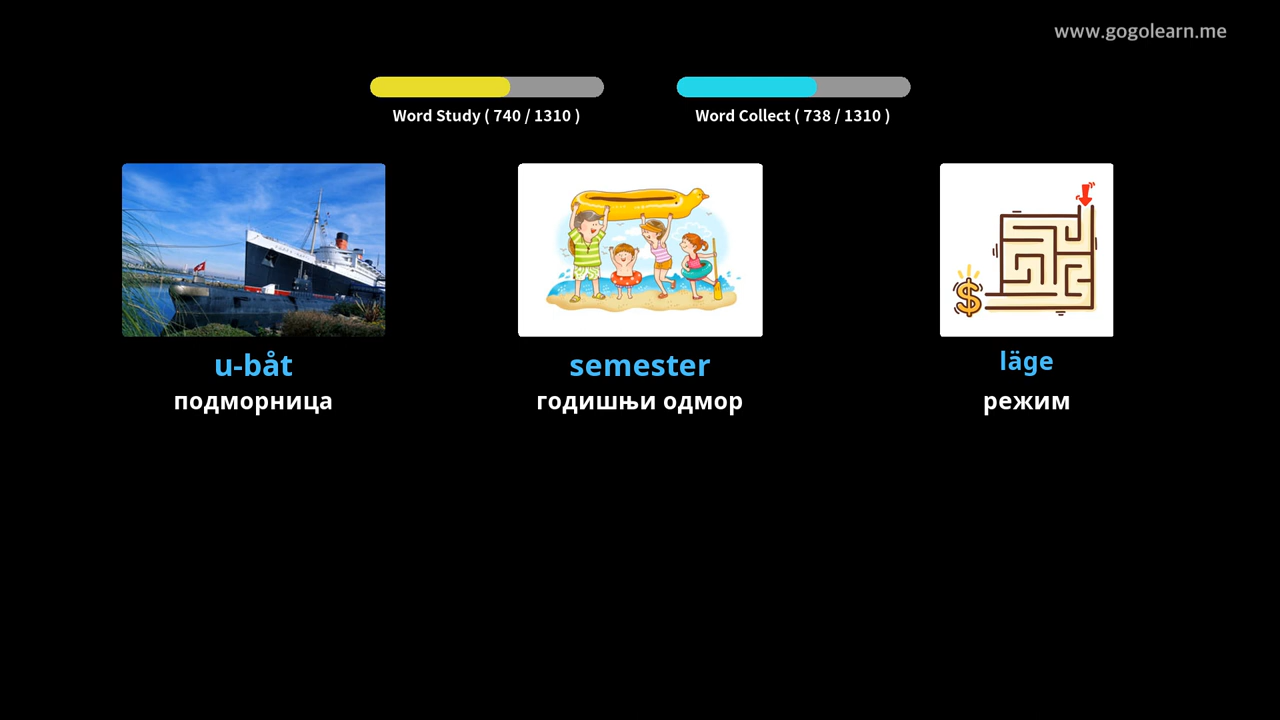 www.gogolearn.me
Word Study ( 740 / 1310 )
Word Collect ( 738 / 1310 )
u-båt
подморница
semester
годишњи одмор
läge
режим